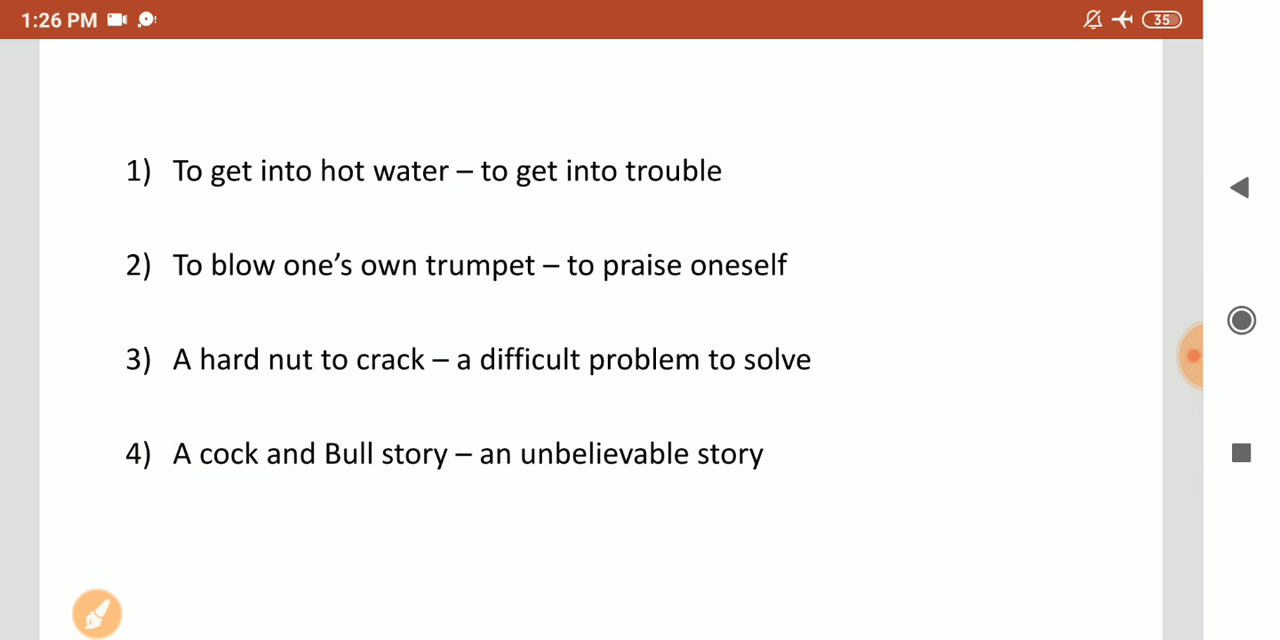 1:26 PM 35
1) To get into hot water – to get into trouble
2) To blow one’s own trumpet – to praise oneself
3) A hard nut to crack – a difficult problem to solve
4) A cock and Bull story – an unbelievable story